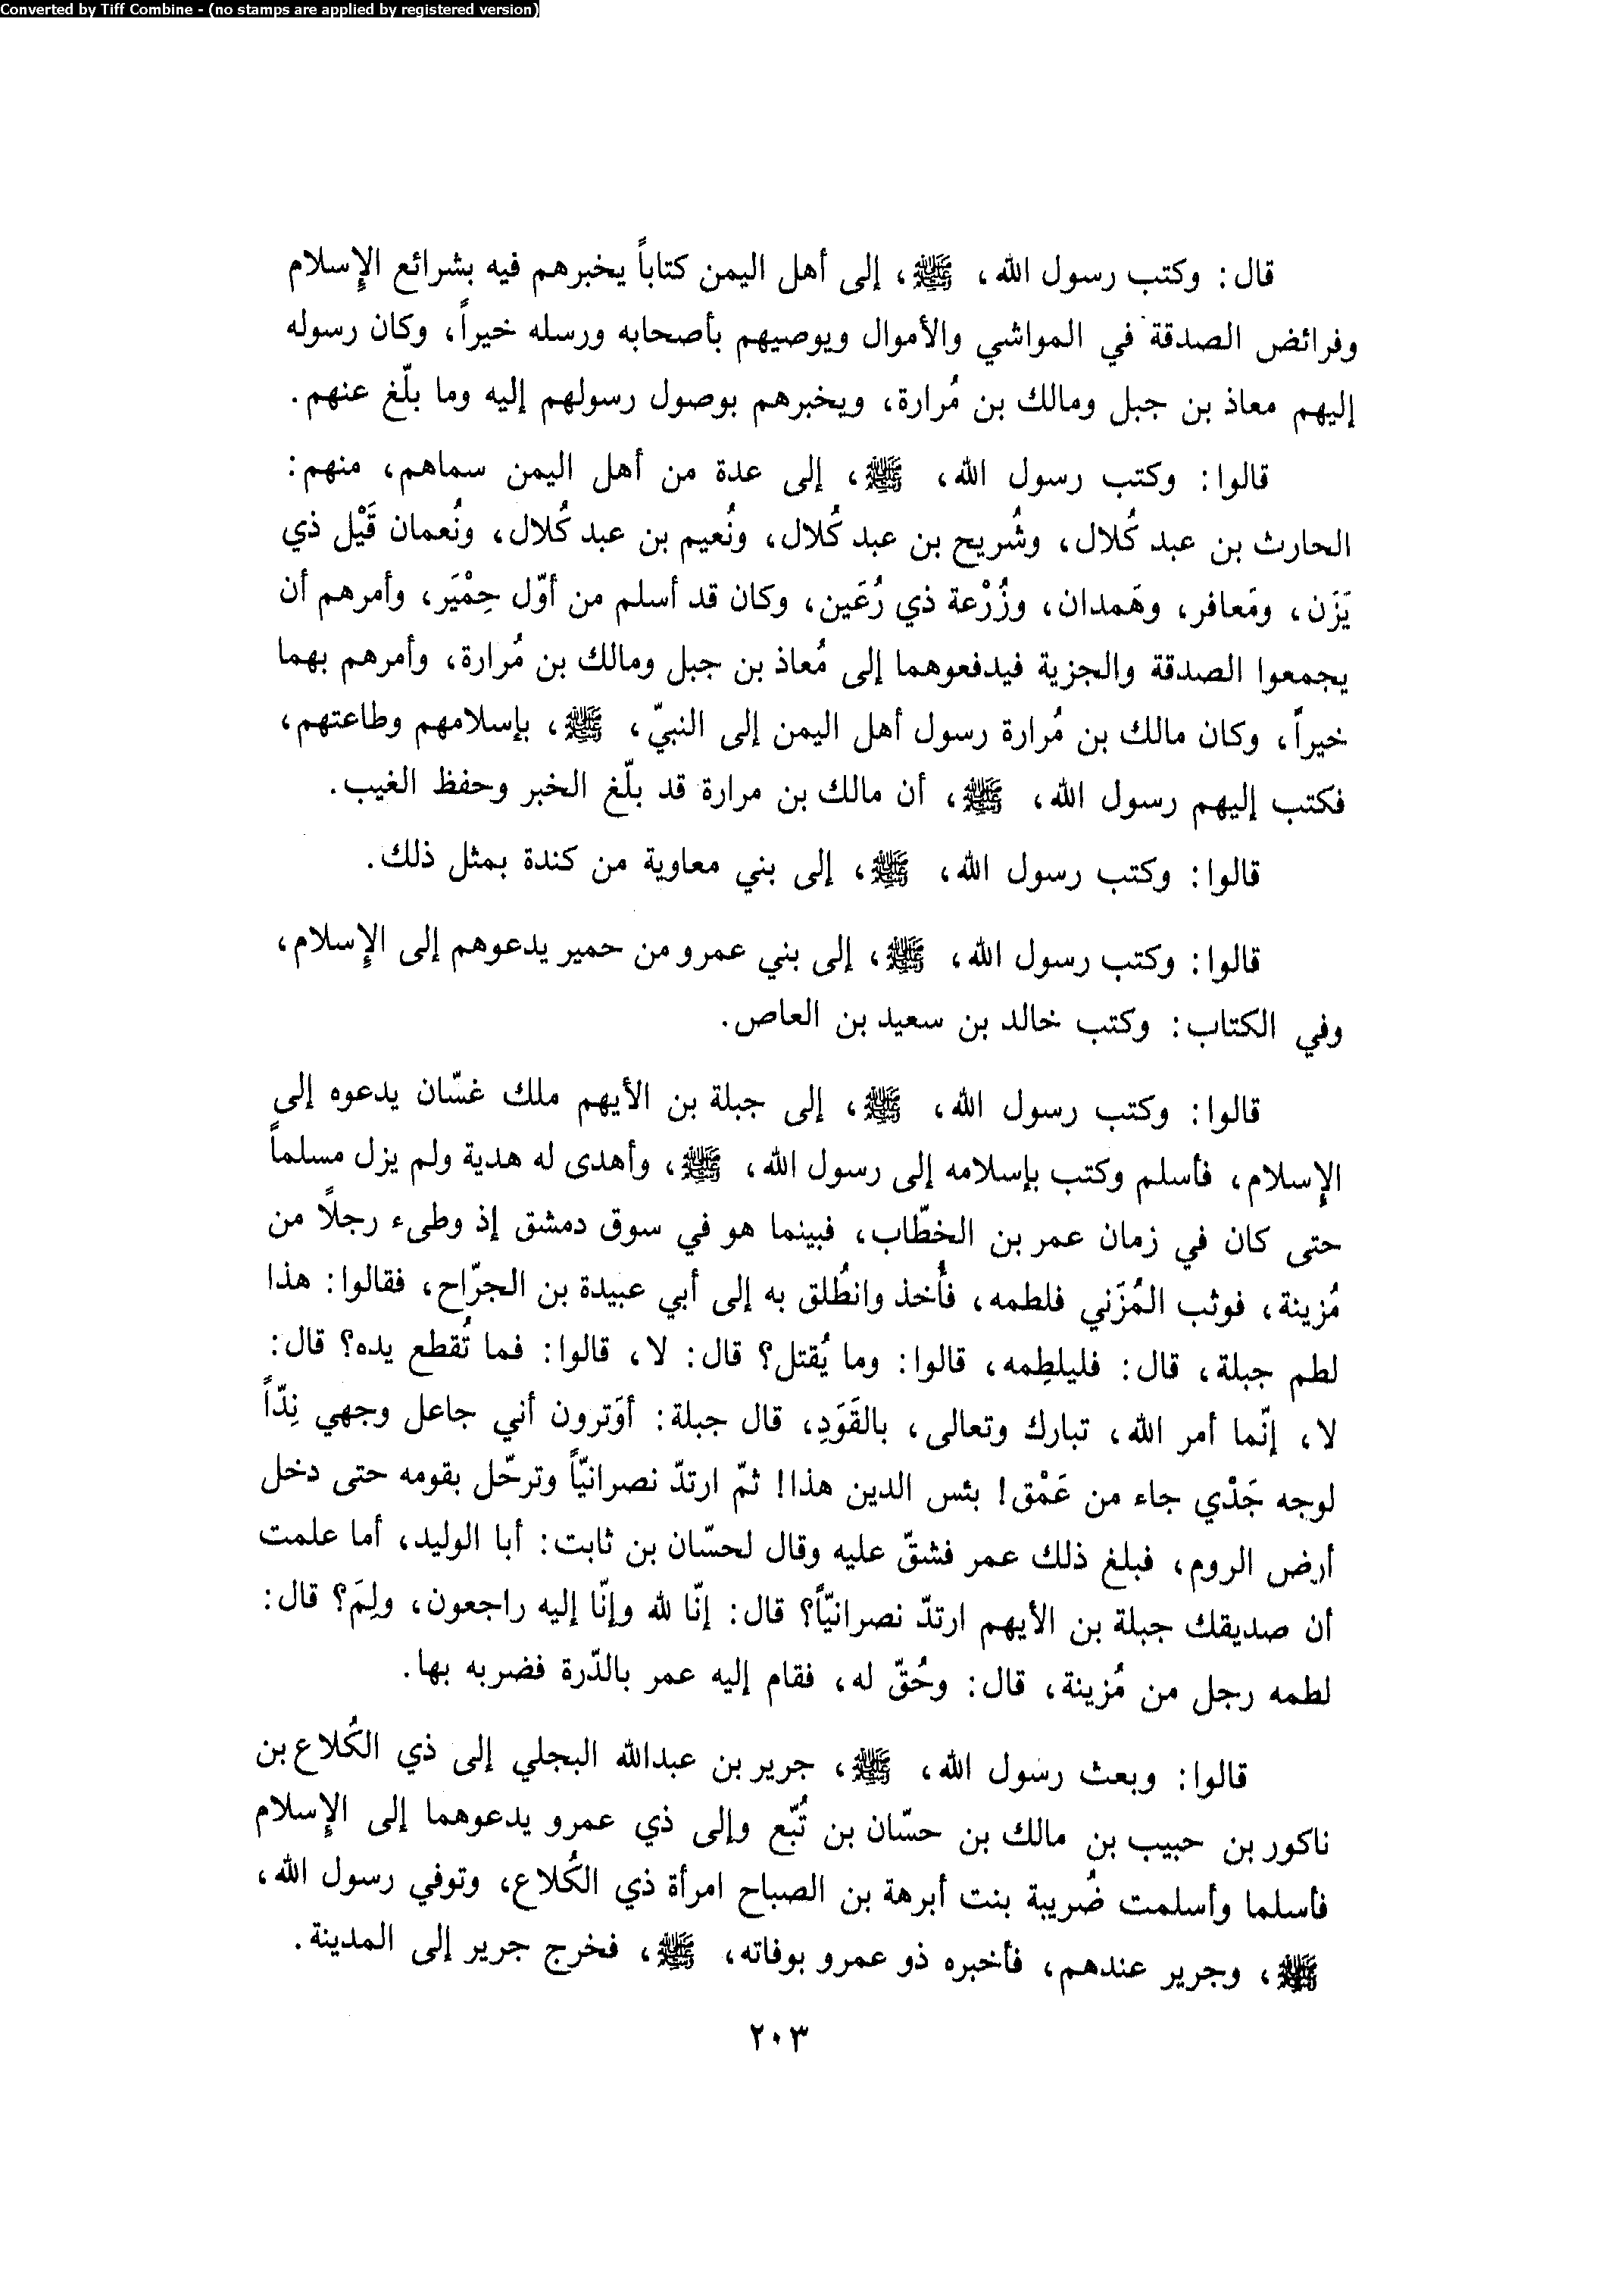 Converted by Tiff Combine - (no stamps are applied by registered version)
قال: وكتب رسول الله، ﷺ، إلى أهل اليمن كتاباً يخبرهم فيه بشرائع الإسلام
وفرائض الصدقة في المواشي والأموال ويوصيهم بأصحابه ورسله خيراً، وكان رسوله
إليهم معاذ بن جبل ومالك بن مُرارة، ويخبرهم بوصول رسولهم إليه وما بلّغ عنهم.
قالوا: وكتب رسول الله، ﷺ، إلى عدة من أهل اليمن سماهم، منهم:
الحارث بن عبد كُلال، وشُريح بن عبد كُلال، ونُعيم بن عبد كُلال، ونُعمان قَيْل ذي
يَزَن، ومَعافر، وهَمدان، وزُرْعة ذي رُعَين، وكان قد أسلم من أوّل حِمْيَر، وأمرهم أن
يجمعوا الصدقة والجزية فيدفعوهما إلى مُعاذ بن جبل ومالك بن مُرارة، وأمرهم بهما
خيراً، وكان مالك بن مُرارة رسول أهل اليمن إلى النبيّ، ﷺ، بإسلامهم وطاعتهم،
فكتب إليهم رسول الله، ﷺ، أن مالك بن مرارة قد بلّغ الخبر وحفظ الغيب.
قالوا: وكتب رسول الله، ﷺ، إلى بني معاوية من كندة بمثل ذلك.
قالوا: وكتب رسول الله، ﷺ، إلى بني عمرو من حمير يدعوهم إلى الإسلام،
وفي الكتاب: وكتب خالد بن سعيد بن العاص.
قالوا: وكتب رسول الله، ﷺ، إلى جبلة بن الأيهم ملك غسّان يدعوه إلى
الإسلام، فأسلم وكتب بإسلامه إلى رسول الله، ﷺ، وأهدى له هدية ولم يزل مسلماً
حتى كان في زمان عمر بن الخطّاب، فبينما هو في سوق دمشق إذ وطىء رجلاً من
مُزينة، فوثب المُزَني فلطمه، فأُخذ وانطُلق به إلى أبي عبيدة بن الجرّاح، فقالوا: هذا
لطم جبلة، قال: فليلطِمه، قالوا: وما يُقتل؟ قال: لا، قالوا: فما تُقطع يده؟ قال:
لا، إنّما أمر الله، تبارك وتعالى، بالقَوَدِ، قال جبلة: أوَترون أني جاعل وجهي نِدّاً
لوجه جَدْي جاء من عَمْق! بئس الدين هذا! ثمّ ارتدّ نصرانيّاً وترحّل بقومه حتى دخل
أرض الروم، فبلغ ذلك عمر فشقّ عليه وقال لحسّان بن ثابت: أبا الوليد، أما علمت
أن صديقك جبلة بن الأيهم ارتدّ نصرانيّاً؟ قال: إنّا لله وإنّا إليه راجعون، ولِمَ؟ قال:
لطمه رجل من مُزينة، قال: وحُقّ له، فقام إليه عمر بالدّرة فضربه بها.
قالوا: وبعث رسول الله، ﷺ، جرير بن عبدالله البجلي إلى ذي الكُلاع بن
ناكور بن حبيب بن مالك بن حسّان بن تُبّع وإلى ذي عمرو يدعوهما إلى الإسلام
فأسلما وأسلمت ضُريبة بنت أبرهة بن الصباح امرأة ذي الكُلاع، وتوفي رسول الله،
ﷺ، وجرير عندهم، فأخبره ذو عمرو بوفاته، ﷺ، فخرج جرير إلى المدينة.
٢٠٣